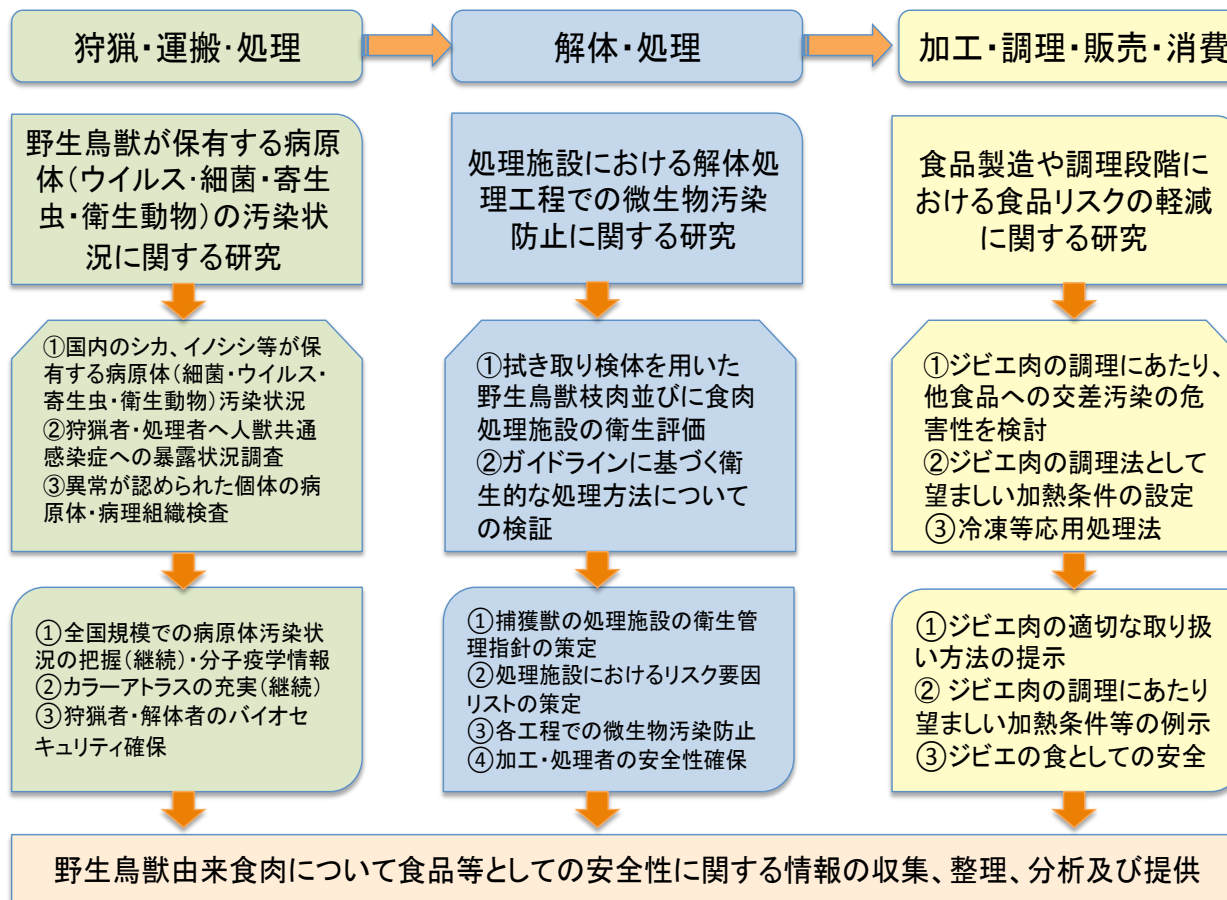 狩猟・運搬・処理
解体・処理
加工・調理・販売・消費
野生鳥獣が保有する病原
体(ウイルス・細菌・寄生
虫・衛生動物)の汚染状
況に関する研究
処理施設における解体処
理工程での微生物汚染
防止に関する研究
食品製造や調理段階に
おける食品リスクの軽減
に関する研究
①国内のシカ、イノシシ等が保
有する病原体(細菌・ウイルス・
寄生虫・衛生動物)汚染状況
②狩猟者・処理者へ人獣共通
感染症への暴露状況調査
③異常が認められた個体の病
原体・病理組織検査
①拭き取り検体を用いた
野生鳥獣枝肉並びに食肉
処理施設の衛生評価
②ガイドラインに基づく衛
生的な処理方法について
の検証
①ジビエ肉の調理にあたり、
他食品への交差汚染の危
害性を検討
②ジビエ肉の調理法として
望ましい加熱条件の設定
③冷凍等応用処理法
①全国規模での病原体汚染状
況の把握(継続)・分子疫学情報
②カラーアトラスの充実(継続)
③狩猟者・解体者のバイオセ
キュリティ確保
①捕獲獣の処理施設の衛生管
理指針の策定
②処理施設におけるリスク要因
リストの策定
③各工程での微生物汚染防止
④加工・処理者の安全性確保
①ジビエ肉の適切な取り扱
い方法の提示
② ジビエ肉の調理にあたり
望ましい加熱条件等の例示
③ジビエの食としての安全
野生鳥獣由来食肉について食品等としての安全性に関する情報の収集、整理、分析及び提供